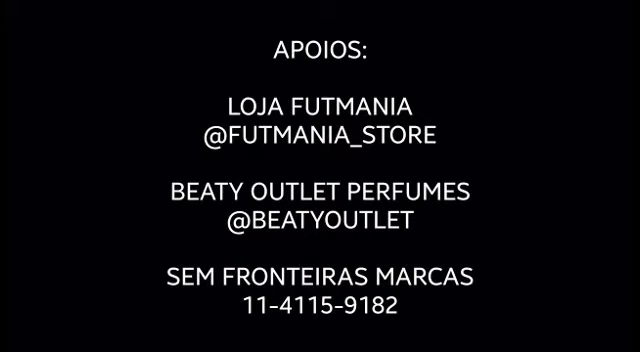 APOIOS:
LOJA FUTMANIA
@FUTMANIA_STORE
BEATY OUTLET PERFUMES
@BEATYOUTLET
SEM FRONTEIRAS MARCAS
11-4115-9182